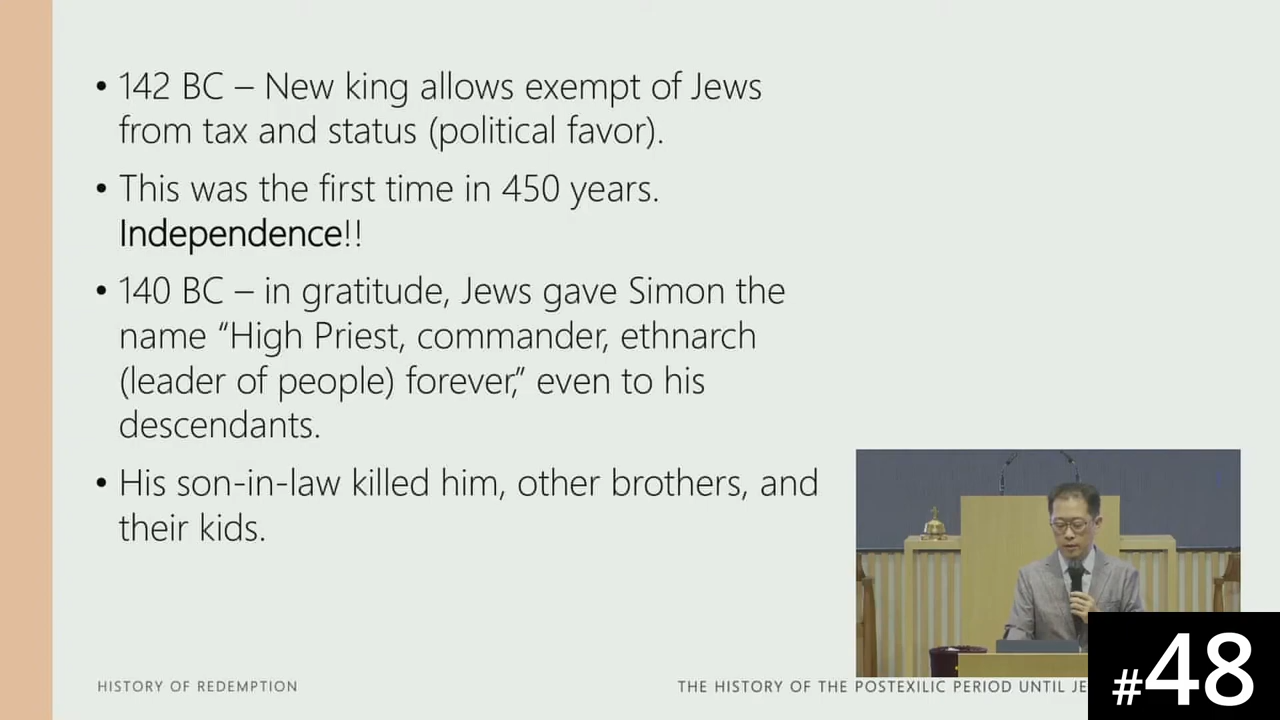 • 142 BC – New king allows exempt of Jews
from tax and status (political favor).
• This was the first time in 450 years.
Independence!!
• 140 BC – in gratitude, Jews gave Simon the
name “High Priest, commander, ethnarch
(leader of people) forever,” even to his
descendants.
• His son-in-law killed him, other brothers, and
their kids.
HISTORY OF REDEMPTION
THE HISTORY OF THE POSTEXILIC PERIOD UNTIL JE
#48